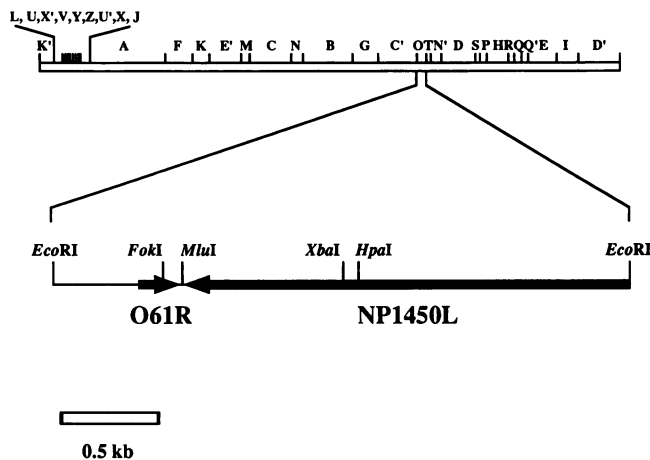 L, U,X',V,Y,Z,U',X, J
K' A F K E' M C N B G C' O T N' D S P H R Q Q' E I D'
EcoRI FokI MluI XbaI HpaI EcoRI
O61R NP1450L
0.5 kb